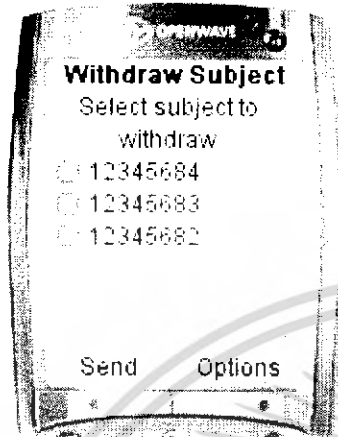 OPENWAVE
Withdraw Subject
Select subject to
withdraw
12345684
12345683
12345682
Send Options